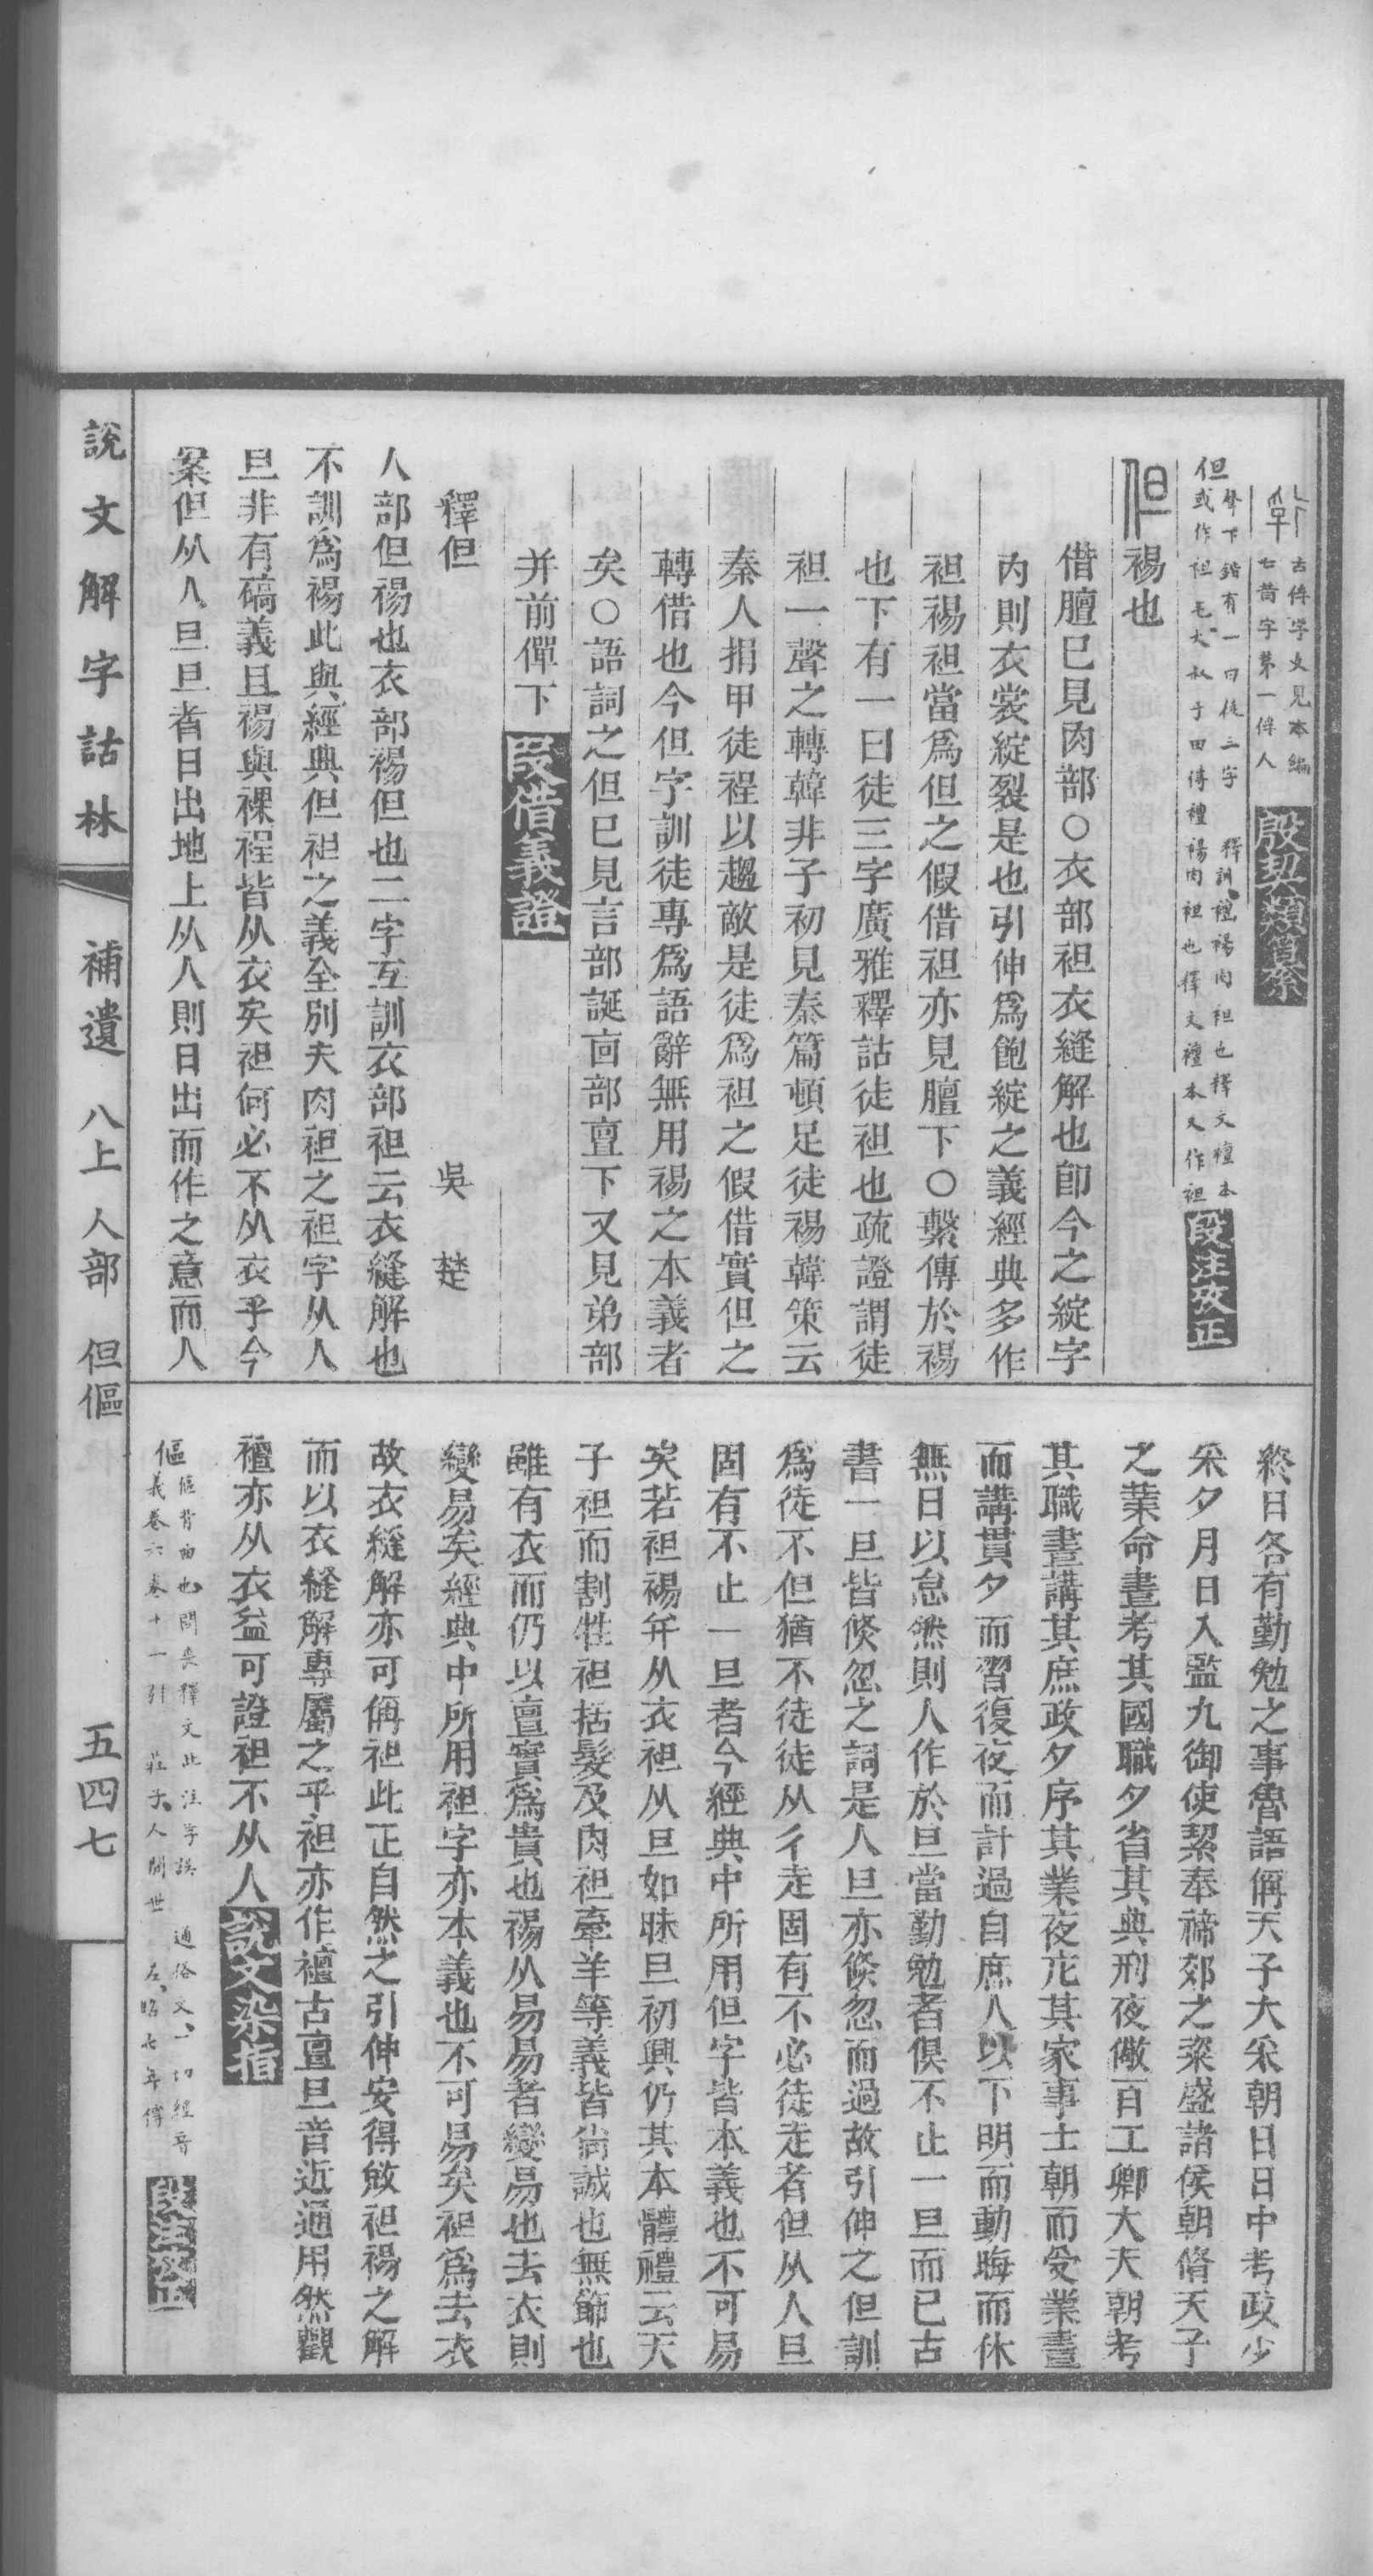 古俾字文見本編
七葘字第一俾人
殷契類纂
但
聲下鍇有一曰徒三字　釋訓襢裼肉袒也釋文襢本
或作袒毛大叔于田傳襢裼肉袒也釋文襢本又作袒
段注攷正
但　裼也
借膻已見肉部○衣部袒衣縫解也卽今之綻字
內則衣裳綻裂是也引伸爲飽綻之義經典多作
袒裼袒當爲但之假借袒亦見膻下○繫傳於裼
也下有一曰徒三字廣雅釋詁徒袒也疏證謂徒
袒一聲之轉韓非子初見秦篇頓足徒裼韓策云
秦人捐甲徒裎以趨敵是徒爲袒之假借實但之
轉借也今但字訓徒專爲語辭無用裼之本義者
矣○語詞之但已見言部誕亩部亶下又見弟部
并前僤下　叚借義證
釋但　吳楚
人部但裼也衣部裼但也二字互訓衣部袒云衣縫解也
不訓爲裼此與經典但袒之義全別夫肉袒之袒字从人
旦非有碻義且裼與裸裎皆从衣矣袒何必不从衣乎今
案但从人旦旦者日出地上从人則日出而作之意而人
終日各有勤勉之事魯語偁天子大采朝日日中考政少
采夕月日入監九御使絜奉禘郊之粢盛諸侯朝脩天子
之業命晝考其國職夕省其典刑夜儆百工卿大夫朝考
其職晝講其庶政夕序其業夜庀其家事士朝而受業晝
而講貫夕而習復夜而計過自庶人以下明而動晦而休
無日以怠然則人作於旦當勤勉者俱不止一旦而已古
書一旦皆倏忽之詞是人旦亦倏忽而過故引伸之但訓
爲徒不但猶不徒徒从彳走固有不必徒走者但从人旦
固有不止一旦者今經典中所用但字皆本義也不可易
矣若袒裼幷从衣袒从旦如昧旦初興仍其本體禮云天
子袒而割牲袒括髮及肉袒牽羊等義皆尙誠也無飾也
雖有衣而仍以亶實爲貴也裼从易易者變易也去衣則
變易矣經典中所用袒字亦本義也不可易矣袒爲去衣
故衣縫解亦可偁袒此正自然之引伸安得敓袒裼之解
而以衣縫解專屬之乎袒亦作襢古亶旦音近通用然觀
襢亦从衣益可證袒不从人　說文染指
傴
傴背曲也問喪釋文此注字誤　通俗文一切經音
義卷六卷十一引　莊子人閒世　左昭七年傳
說文解字詁林　補遺　八上　人部　但傴　五四七